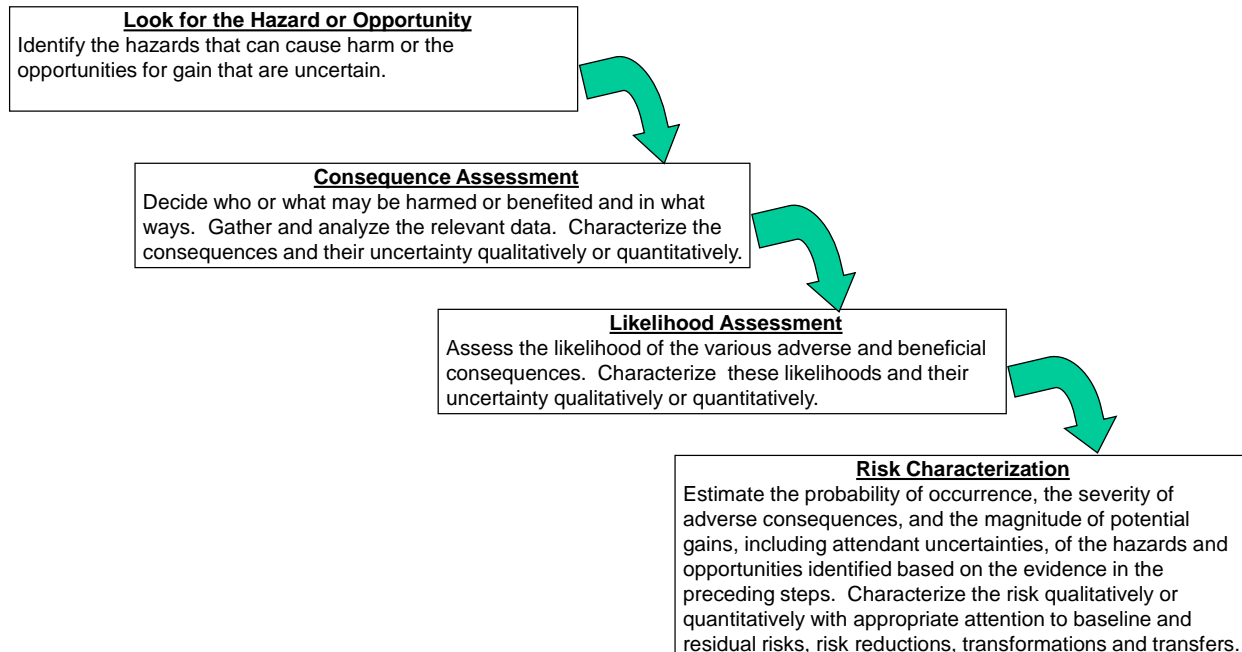 Look for the Hazard or Opportunity
Identify the hazards that can cause harm or the
opportunities for gain that are uncertain.
Consequence Assessment
Decide who or what may be harmed or benefited and in what
ways.  Gather and analyze the relevant data.  Characterize the
consequences and their uncertainty qualitatively or quantitatively.
Likelihood Assessment
Assess the likelihood of the various adverse and beneficial
consequences.  Characterize  these likelihoods and their
uncertainty qualitatively or quantitatively.
Risk Characterization
Estimate the probability of occurrence, the severity of
adverse consequences, and the magnitude of potential
gains, including attendant uncertainties, of the hazards and
opportunities identified based on the evidence in the
preceding steps.  Characterize the risk qualitatively or
quantitatively with appropriate attention to baseline and
residual risks, risk reductions, transformations and transfers.